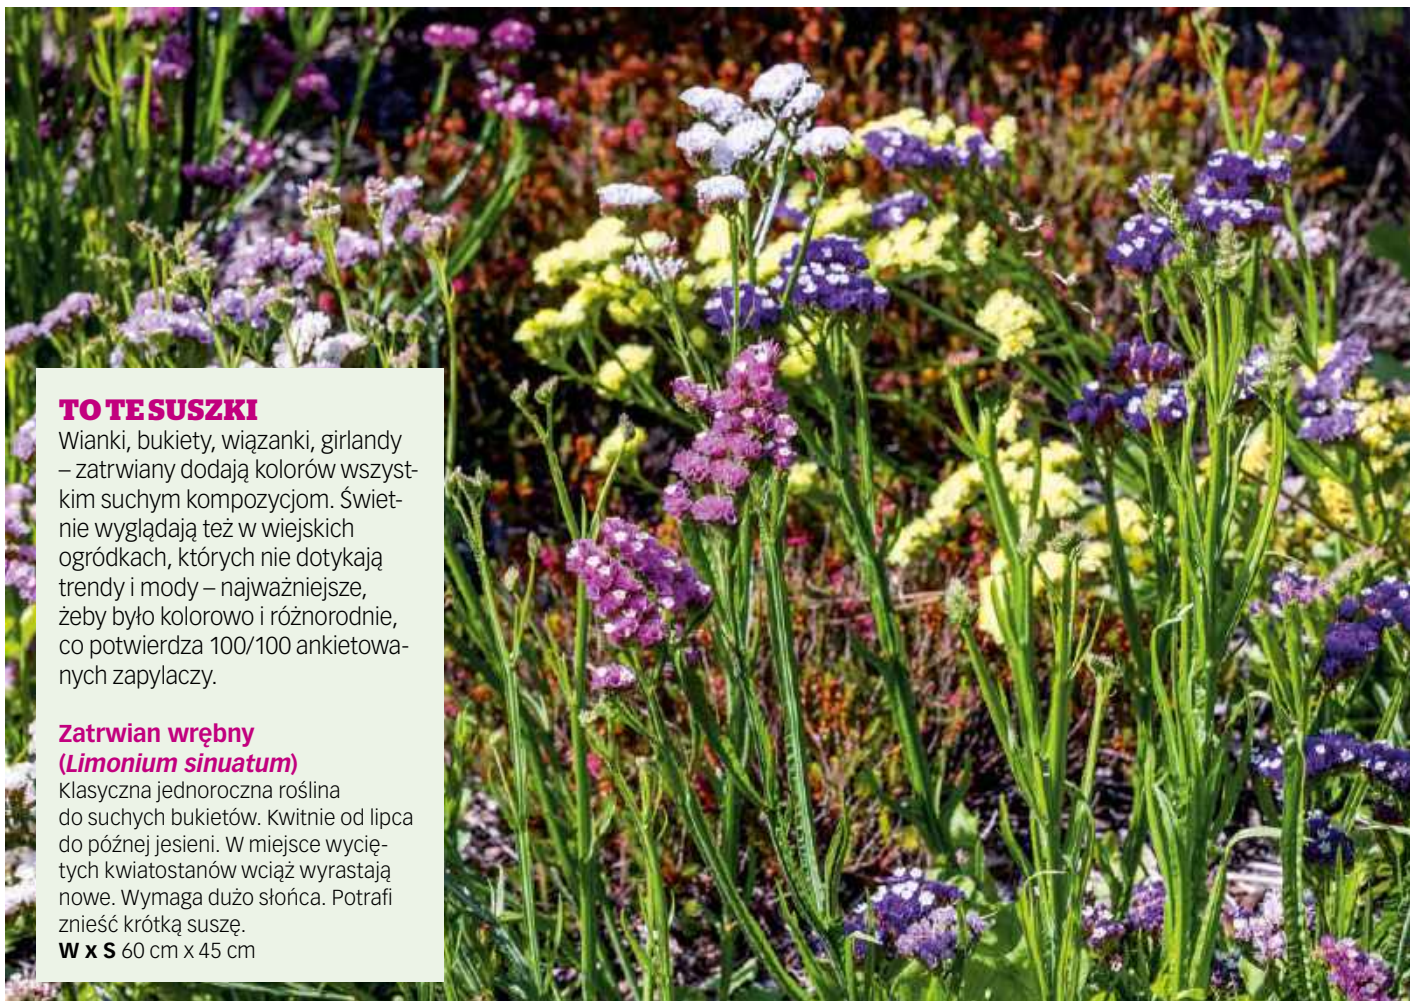 TO TE SUSZKI
Wianki, bukiety, wiązanki, girlandy
– zatrwiany dodają kolorów wszyst-
kim suchym kompozycjom. Świet-
nie wyglądają też w wiejskich
ogródkach, których nie dotykają
trendy i mody – najważniejsze,
żeby było kolorowo i różnorodnie,
co potwierdza 100/100 ankietowa-
nych zapylaczy.
Zatrwian wrębny
(Limonium sinuatum)
Klasyczna jednoroczna roślina
do suchych bukietów. Kwitnie od lipca
do późnej jesieni. W miejsce wycię-
tych kwiatostanów wciąż wyrastają
nowe. Wymaga dużo słońca. Potrafi
znieść krótką suszę.
W x S 60 cm x 45 cm